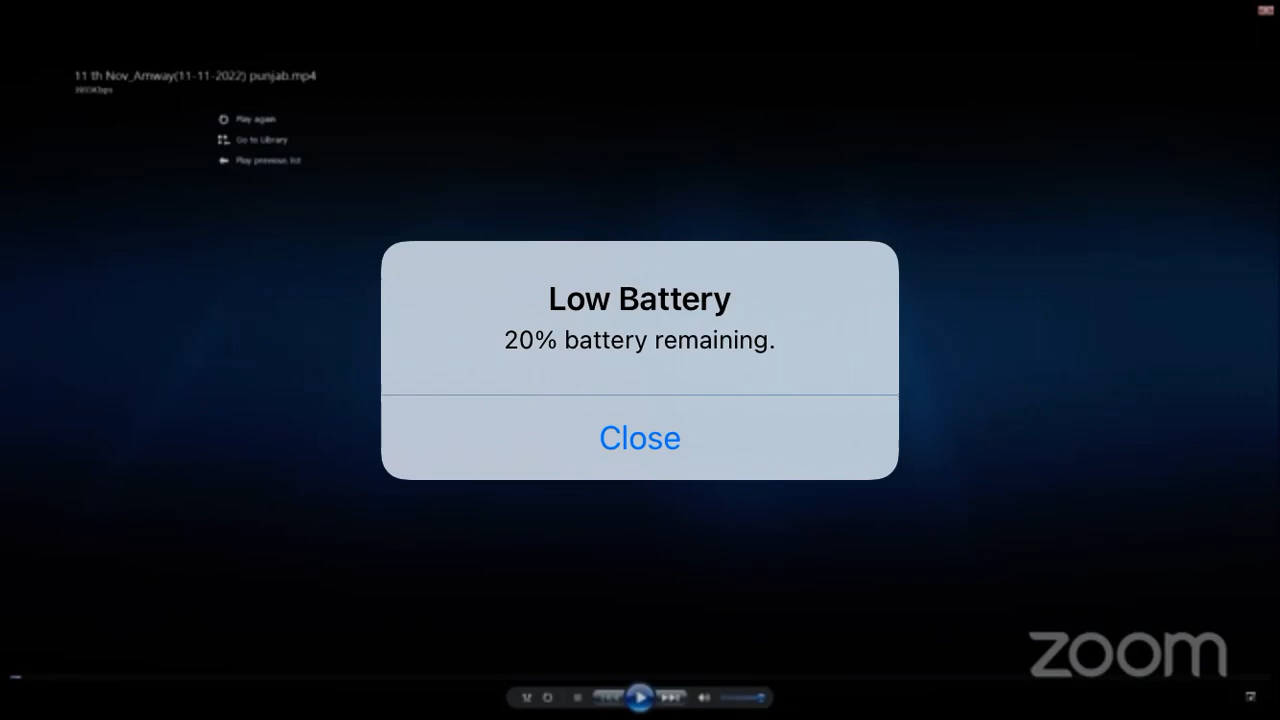 11 th Nov_Amway(11-11-2022) punjab.mp4
Play again
Go to Library
Play previous list
Low Battery
20% battery remaining.
Close
zoom